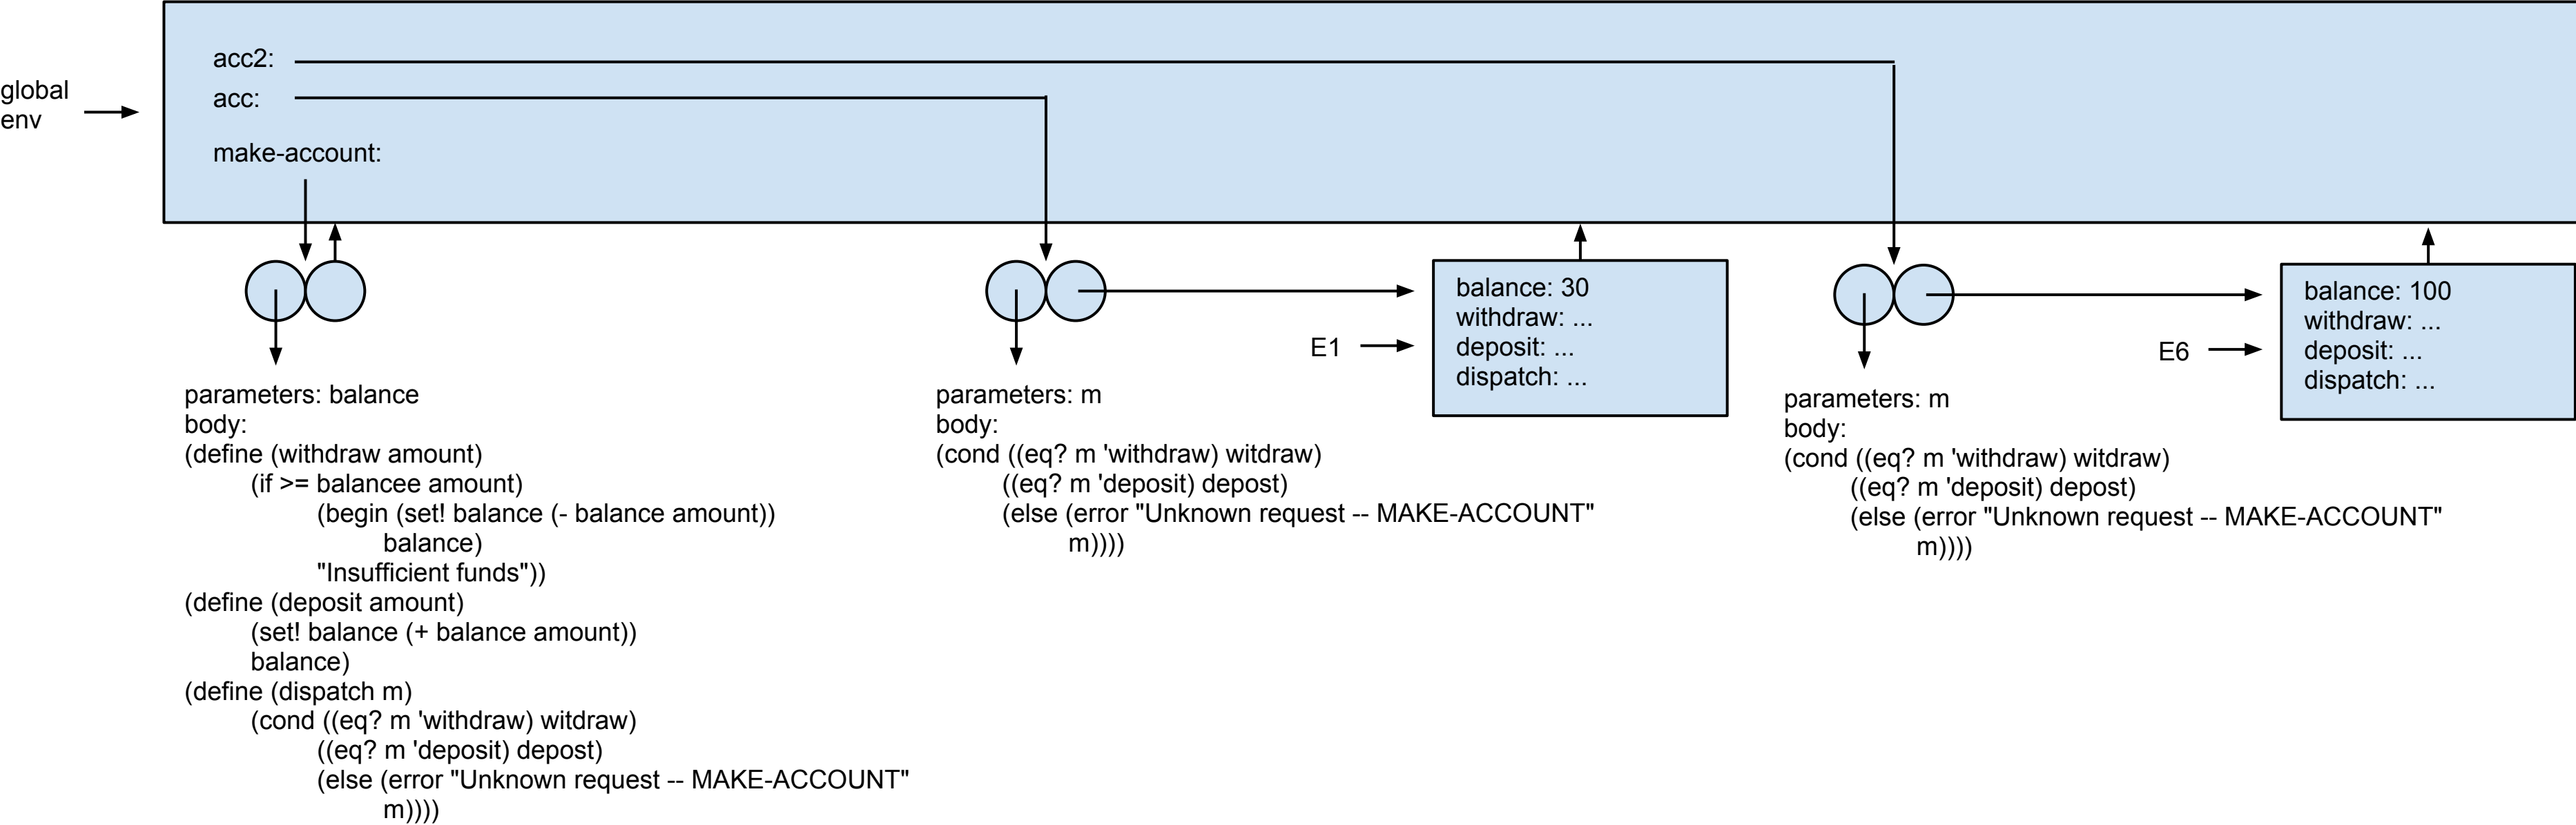 acc2:
acc:
global
env
make-account:
parameters: balance
body:
(define (withdraw amount)
(if >= balancee amount)
(begin (set! balance (- balance amount))
balance)
"Insufficient funds"))
(define (deposit amount)
(set! balance (+ balance amount))
balance)
(define (dispatch m)
(cond ((eq? m 'withdraw) witdraw)
((eq? m 'deposit) depost)
(else (error "Unknown request -- MAKE-ACCOUNT"
m))))
parameters: m
body:
(cond ((eq? m 'withdraw) witdraw)
((eq? m 'deposit) depost)
(else (error "Unknown request -- MAKE-ACCOUNT"
m))))
E1
balance: 30
withdraw: ...
deposit: ...
dispatch: ...
parameters: m
body:
(cond ((eq? m 'withdraw) witdraw)
((eq? m 'deposit) depost)
(else (error "Unknown request -- MAKE-ACCOUNT"
m))))
E6
balance: 100
withdraw: ...
deposit: ...
dispatch: ...